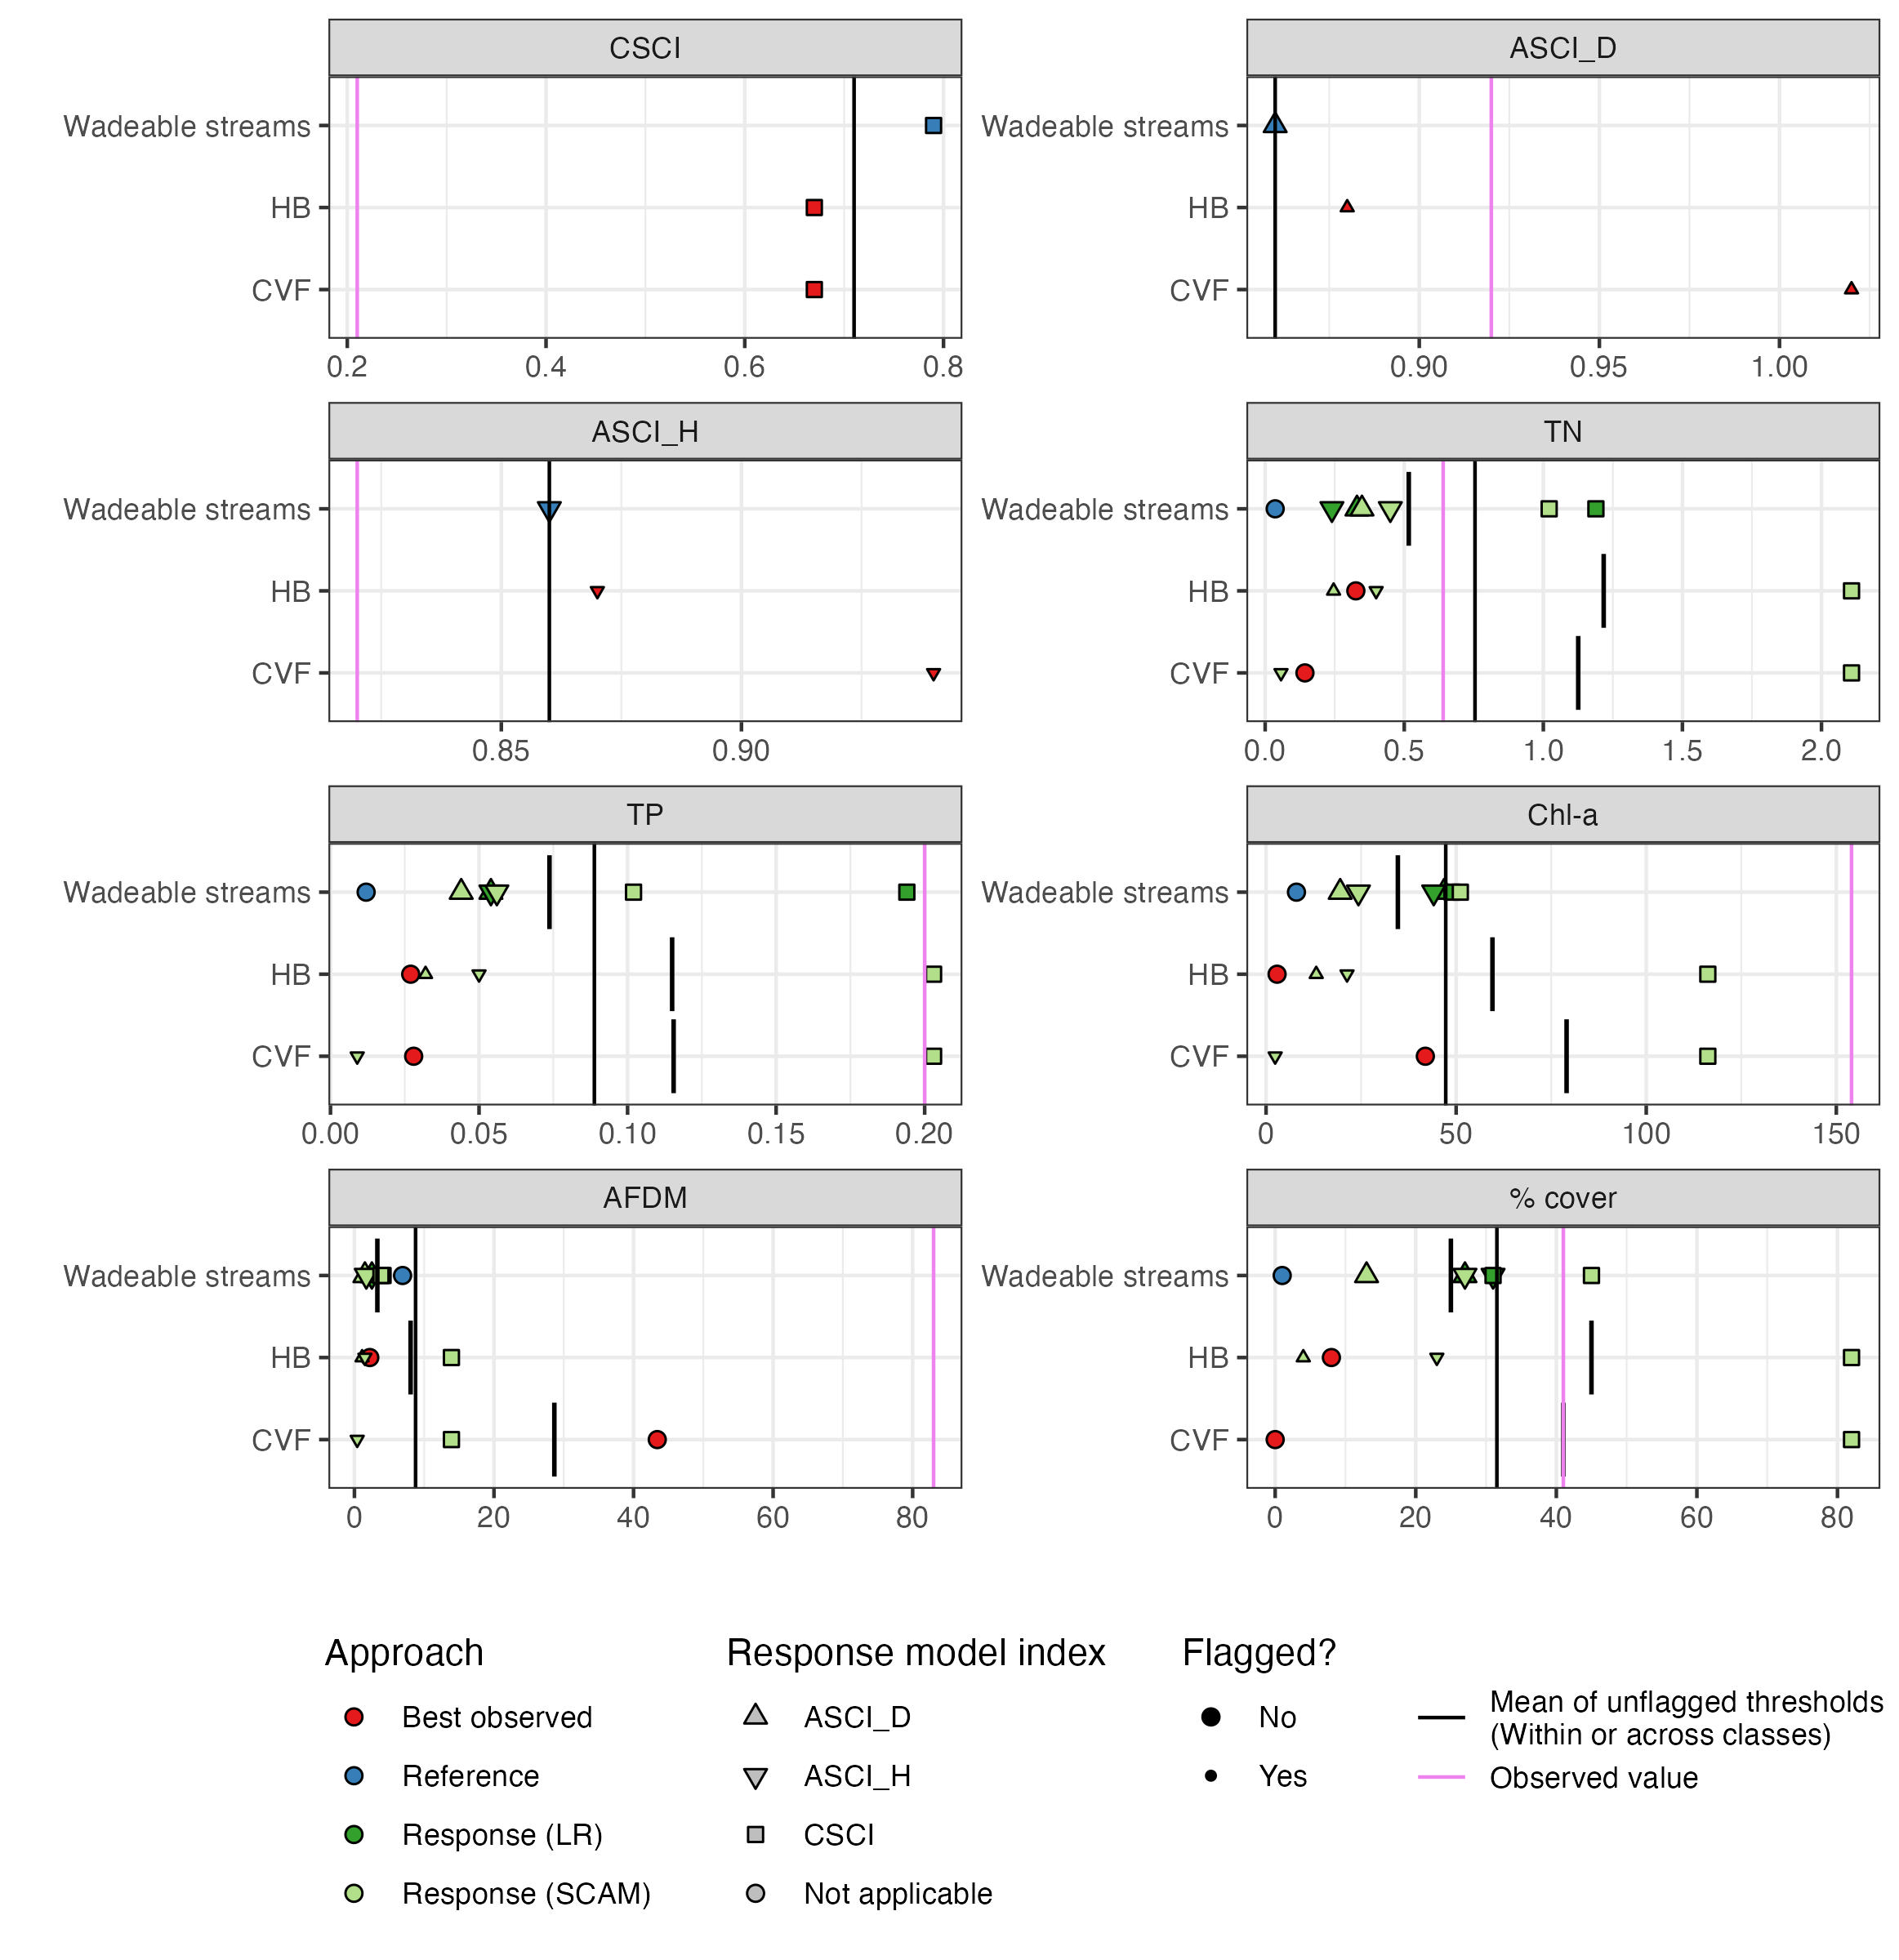 CSCI
Wadeable streams
HB
CVF
0.2 0.4 0.6 0.8
ASCI_D
Wadeable streams
HB
CVF
0.90 0.95 1.00
ASCI_H
Wadeable streams
HB
CVF
0.85 0.90
TN
Wadeable streams
HB
CVF
0.0 0.5 1.0 1.5 2.0
TP
Wadeable streams
HB
CVF
0.00 0.05 0.10 0.15 0.20
Chl-a
Wadeable streams
HB
CVF
0 50 100 150
AFDM
Wadeable streams
HB
CVF
0 20 40 60 80
% cover
Wadeable streams
HB
CVF
0 20 40 60 80
Approach
Best observed
Reference
Response (LR)
Response (SCAM)
Response model index
ASCI_D
ASCI_H
CSCI
Not applicable
Flagged?
No
Yes
Mean of unflagged thresholds
(Within or across classes)
Observed value